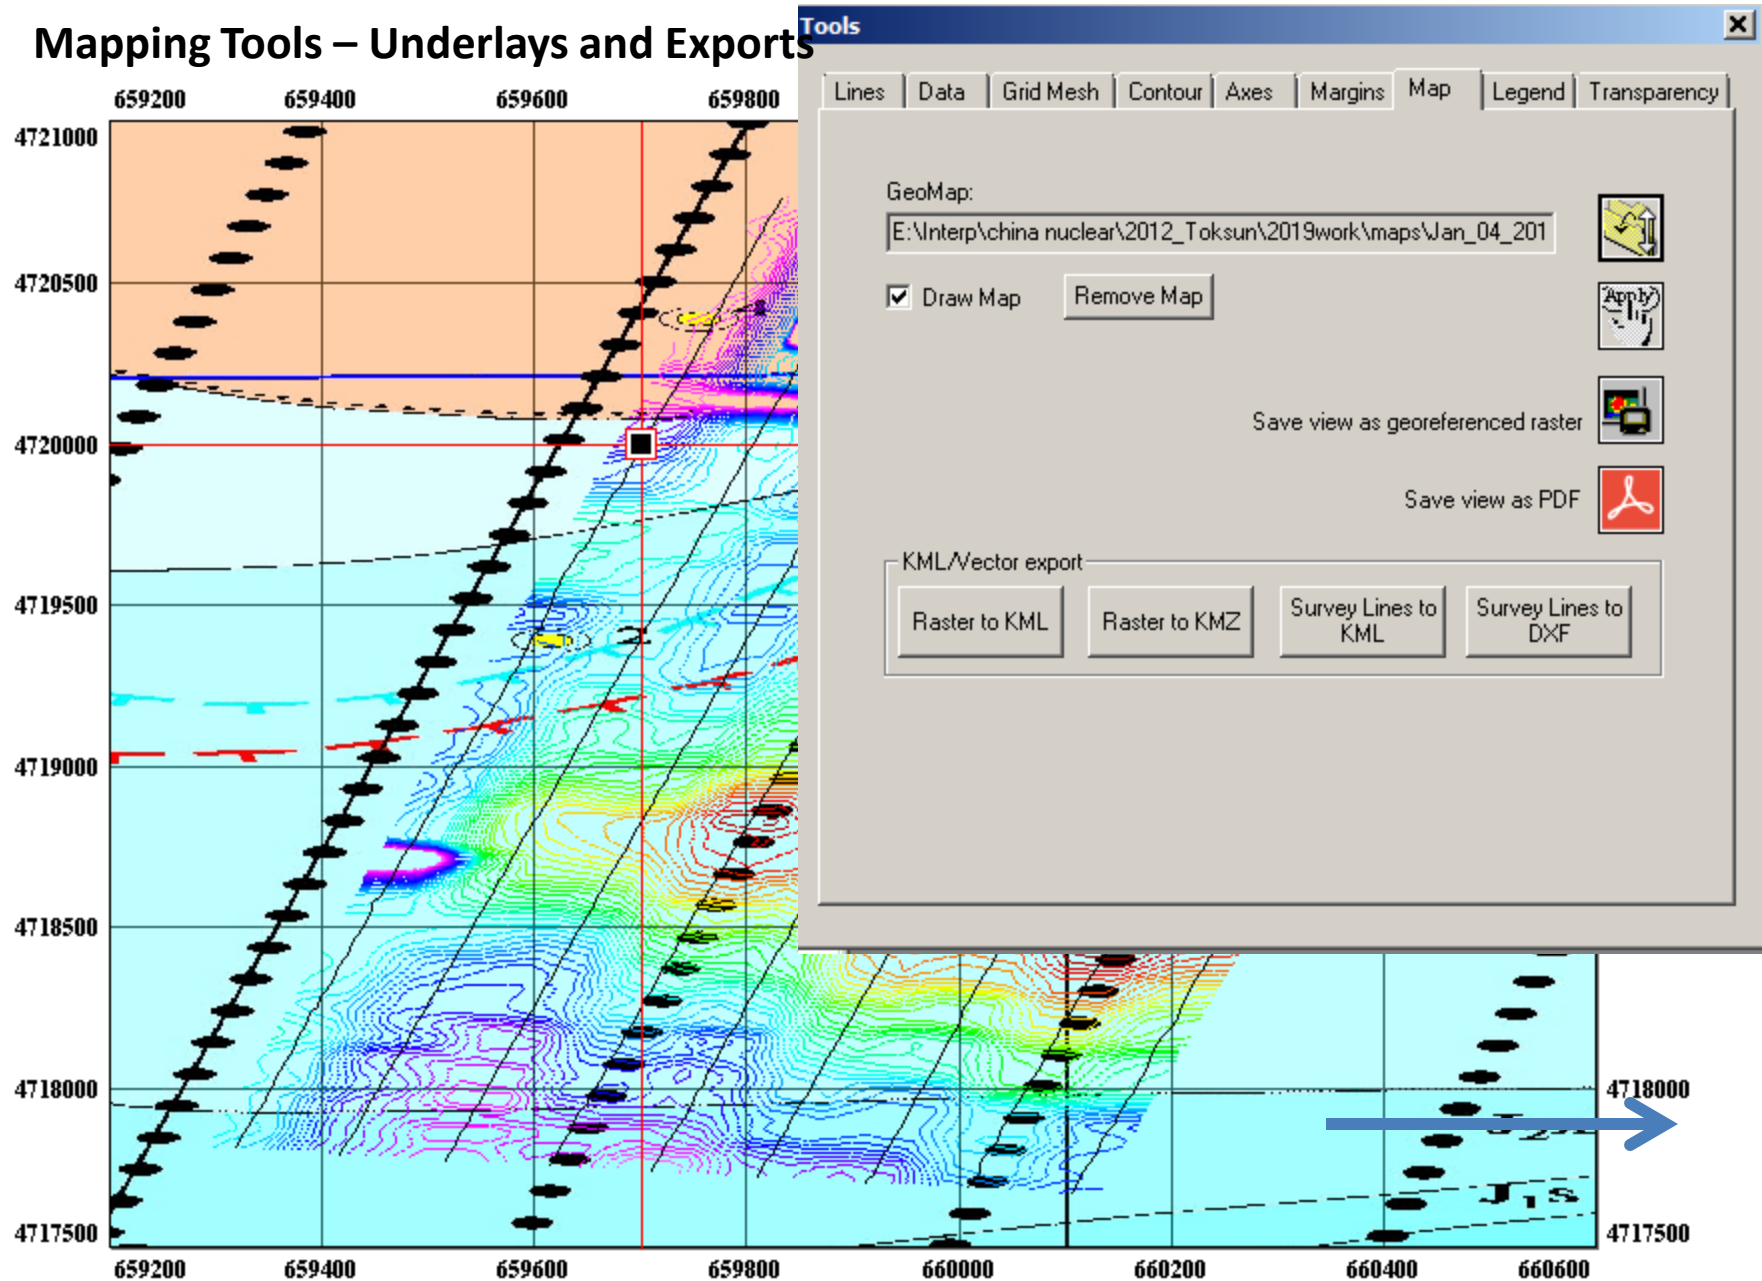 Mapping Tools – Underlays and Exports
Tools
Lines Data Grid Mesh Contour Axes Margins Map Legend Transparency
GeoMap:
E:\Interp\china nuclear\2012_Toksun\2019work\maps\Jan_04_201
Draw Map
Remove Map
Apply
Save view as georeferenced raster
Save view as PDF
KML/Vector export
Raster to KML
Raster to KMZ
Survey Lines to
KML
Survey Lines to
DXF
659200 659400 659600 659800
4721000
4720500
4720000
4719500
2
4719000
4718500
4718000
4718000
J₁s
4717500
4717500
659200 659400 659600 659800 660000 660200 660400 660600